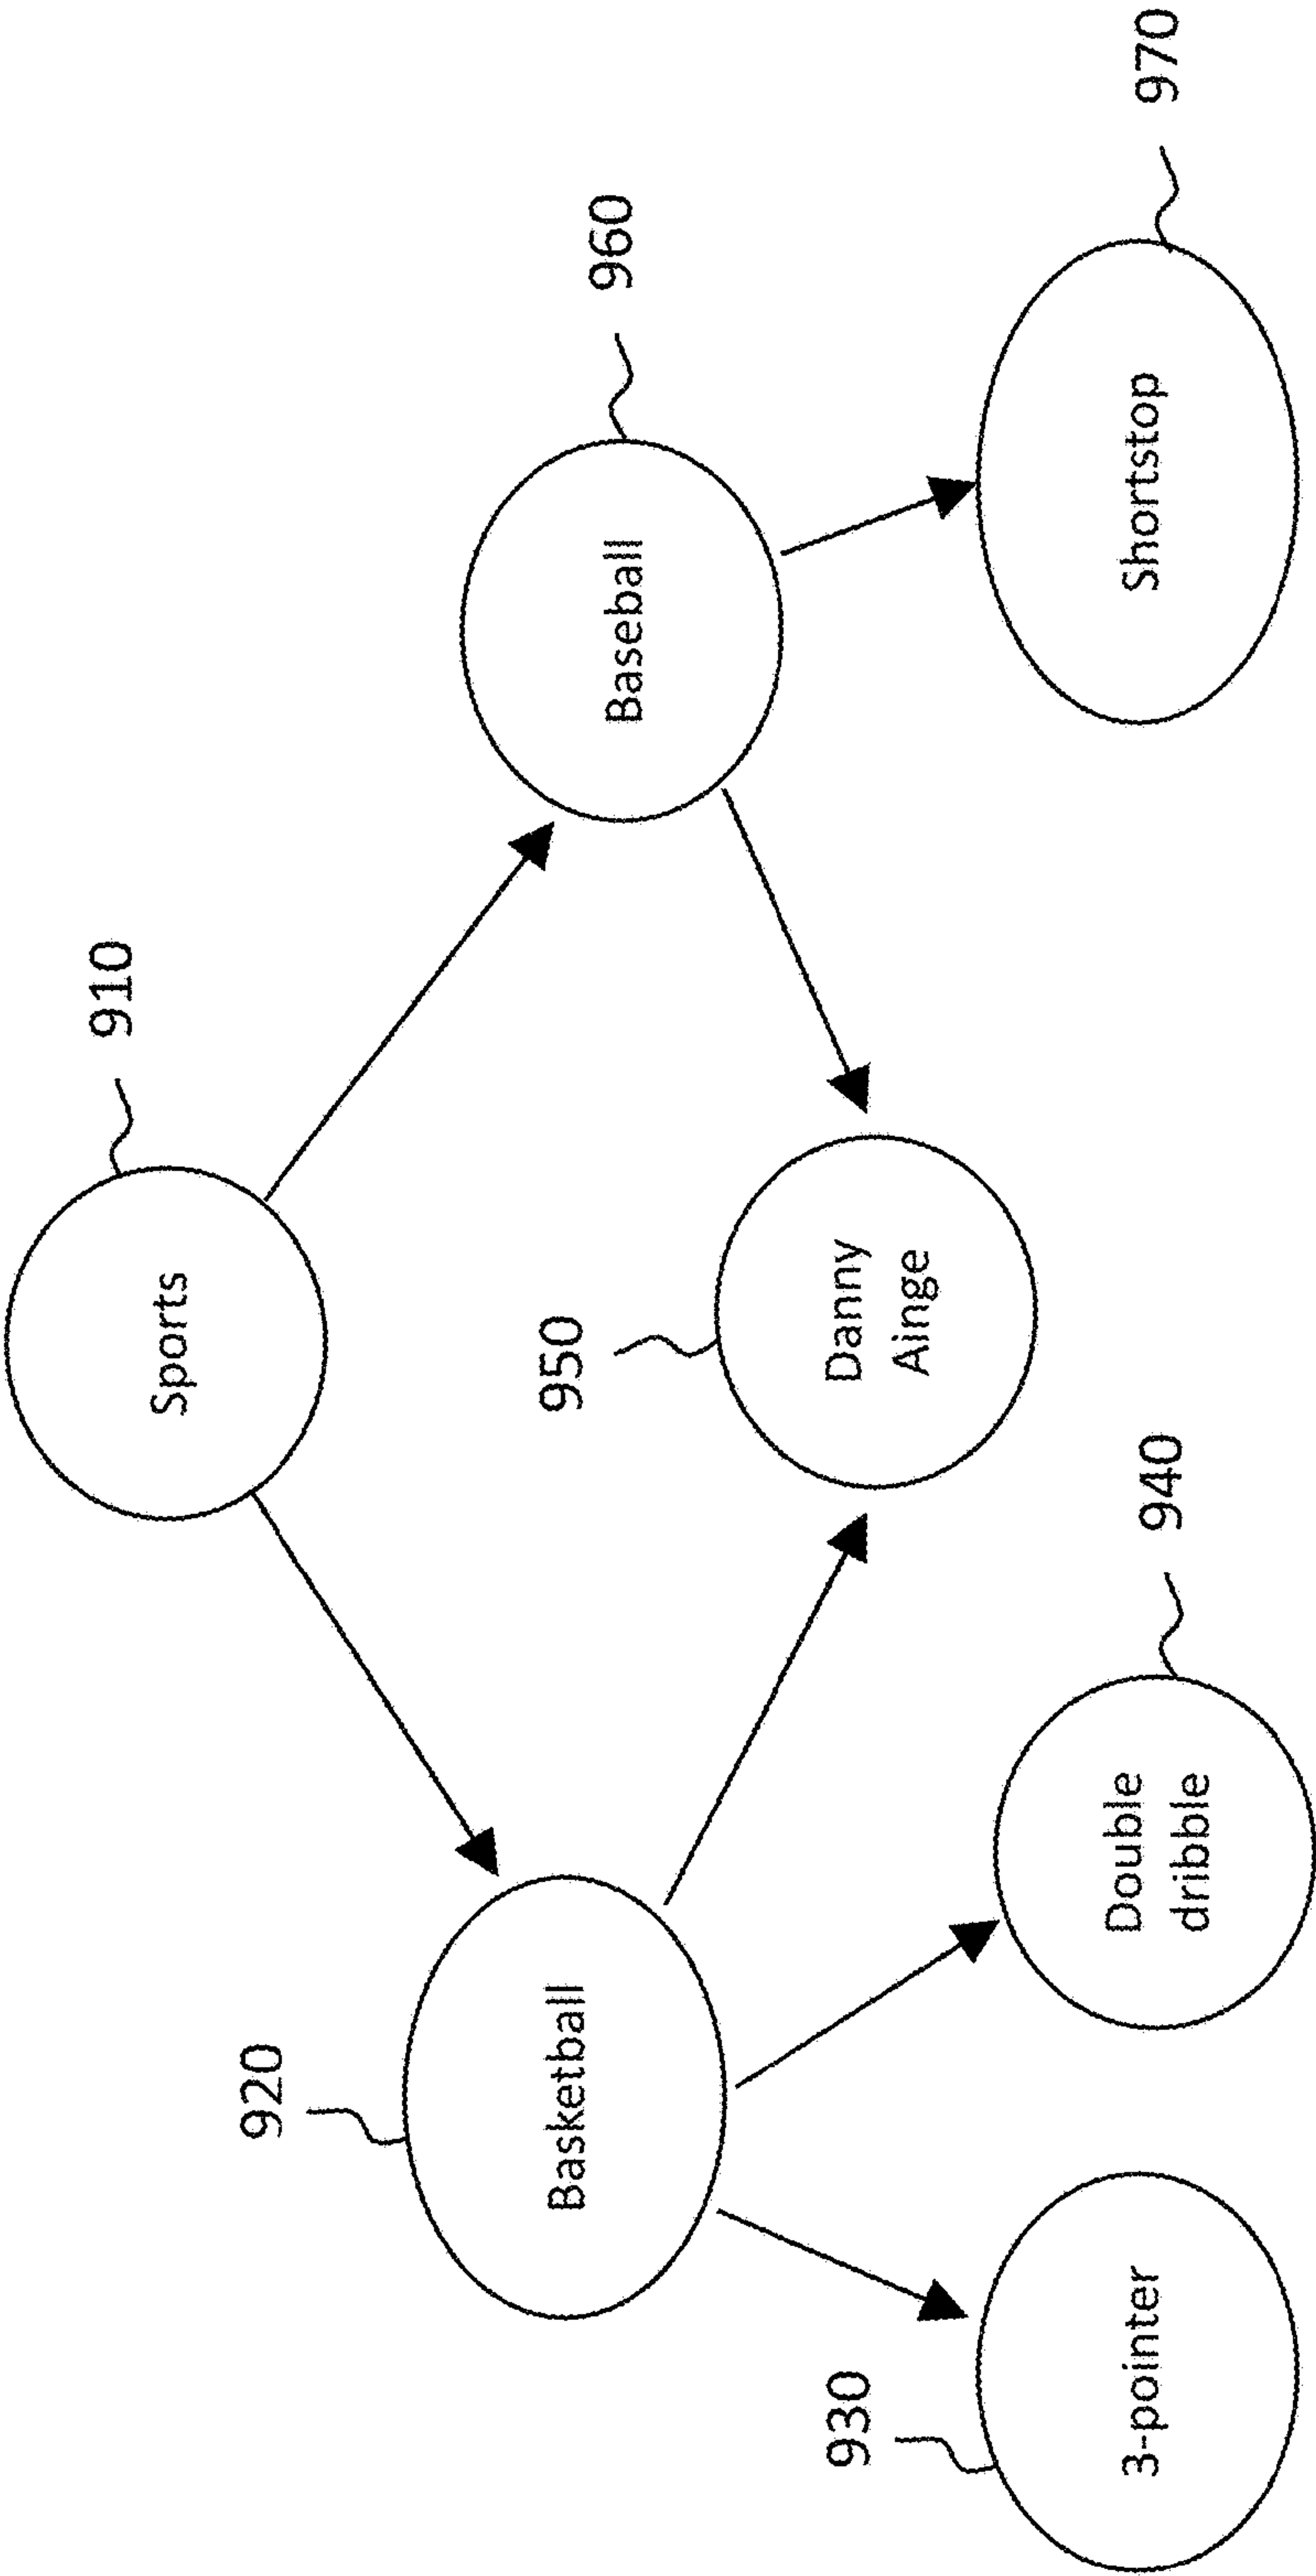 910
Sports
920
Basketball
960
Baseball
950
Danny
Ainge
930
3-pointer
940
Double
dribble
970
Shortstop